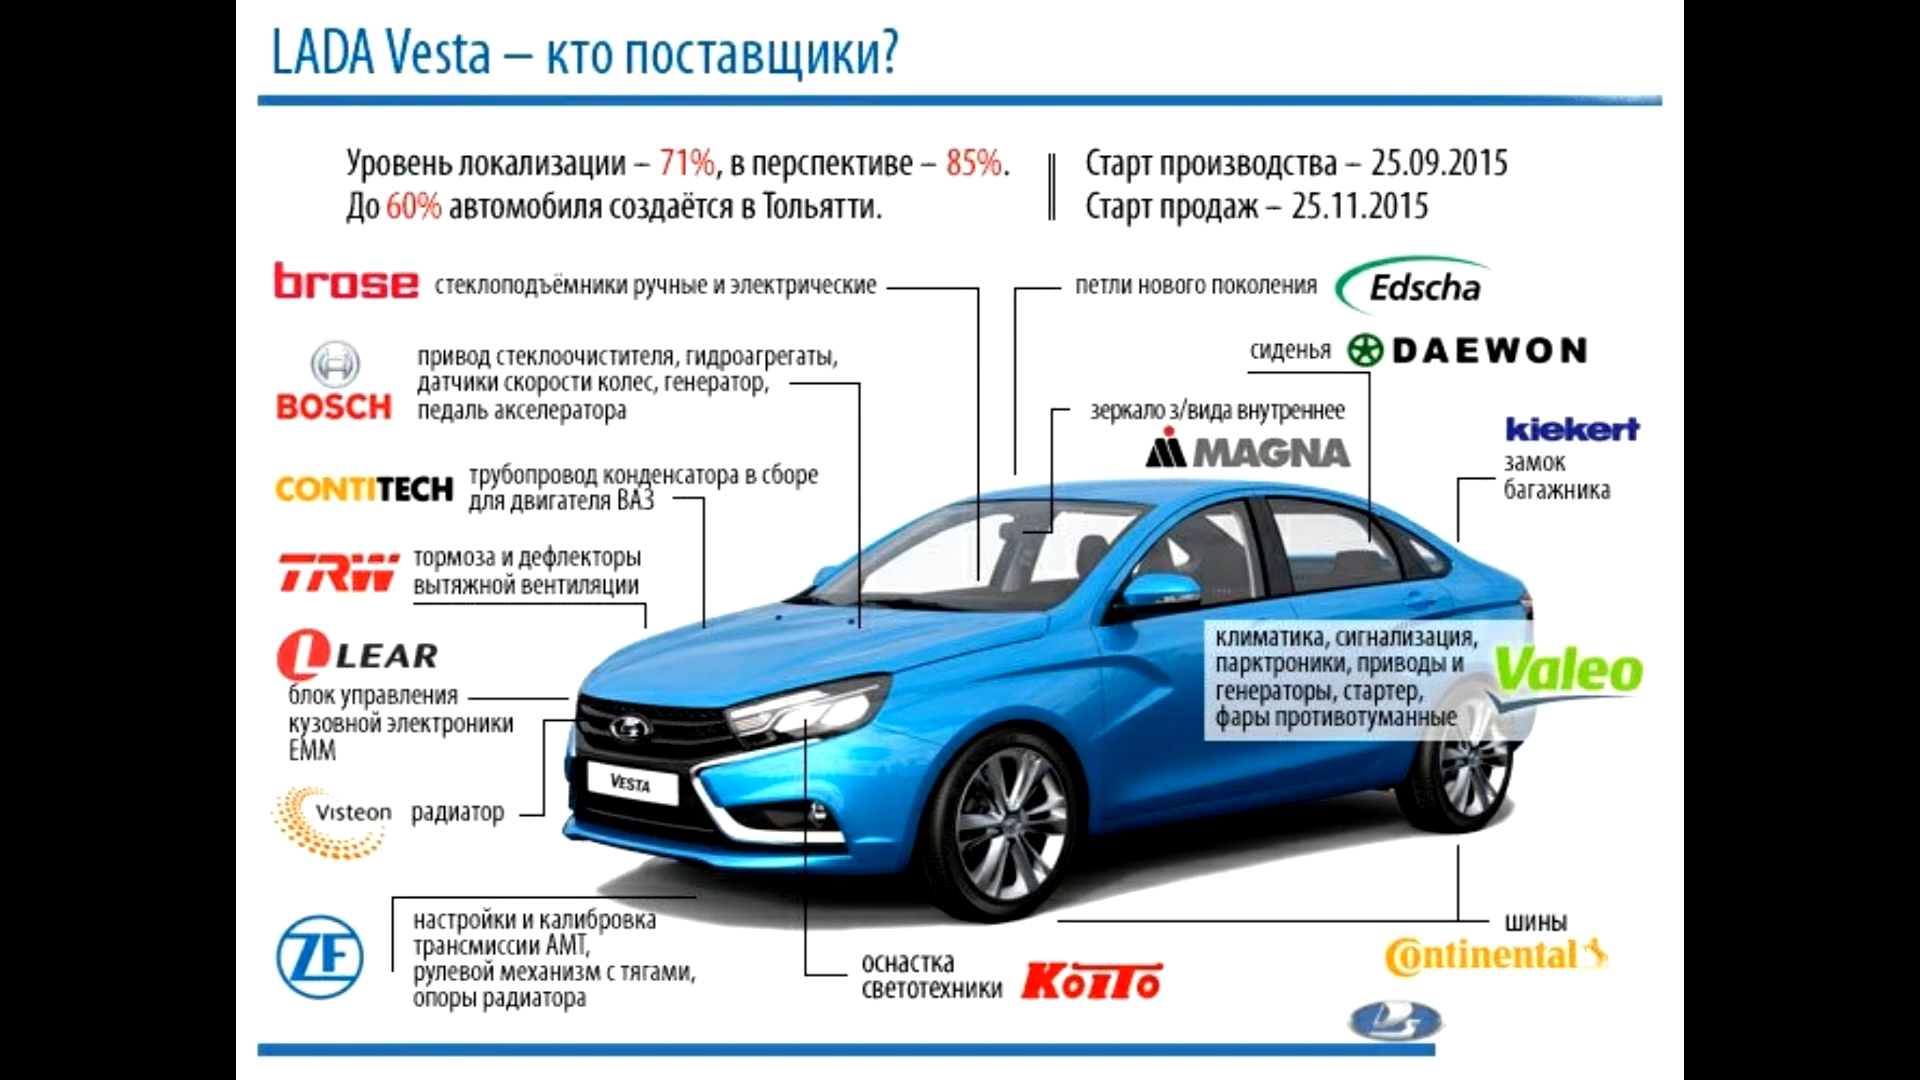 LADA Vesta – кто поставщики?
Уровень локализации – 71%, в перспективе – 85%.
До 60% автомобиля создаётся в Тольятти.
Старт производства – 25.09.2015
Старт продаж – 25.11.2015
brose
стеклоподъёмники ручные и электрические
петли нового поколения
Edscha
сиденья
DAEWON
BOSCH
привод стеклоочистителя, гидроагрегаты,
датчики скорости колес, генератор,
педаль акселератора
зеркало з/вида внутреннее
MAGNA
kiekert
замок
багажника
CONTITECH
трубопровод конденсатора в сборе
для двигателя ВАЗ
TRW
тормоза и дефлекторы
вытяжной вентиляции
LEAR
блок управления
кузовной электроники
ЕММ
климатика, сигнализация,
парктроники, приводы и
генераторы, стартер,
фары противотуманные
Valeo
VESTA
Visteon
радиатор
ZF
настройки и калибровка
трансмиссии АМТ,
рулевой механизм с тягами,
опоры радиатора
оснастка
светотехники
KOITO
шины
Continental